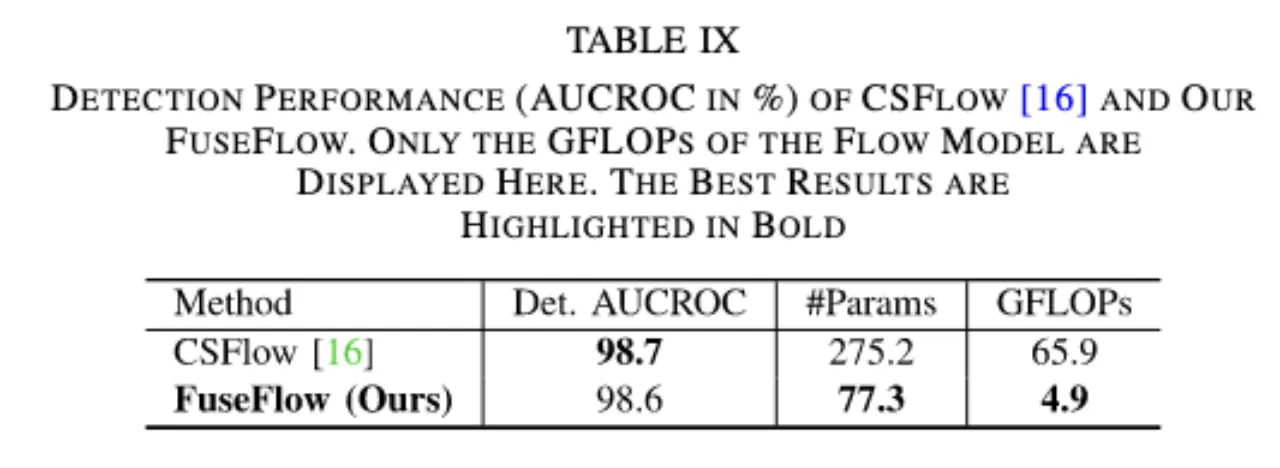 TABLE IX
DETECTION PERFORMANCE (AUCROC IN %) OF CSFLOW [16] AND OUR
FUSEFLOW. ONLY THE GFLOPS OF THE FLOW MODEL ARE
DISPLAYED HERE. THE BEST RESULTS ARE
HIGHLIGHTED IN BOLD
Method Det. AUCROC #Params GFLOPs
CSFlow [16] 98.7 275.2 65.9
FuseFlow (Ours) 98.6 77.3 4.9